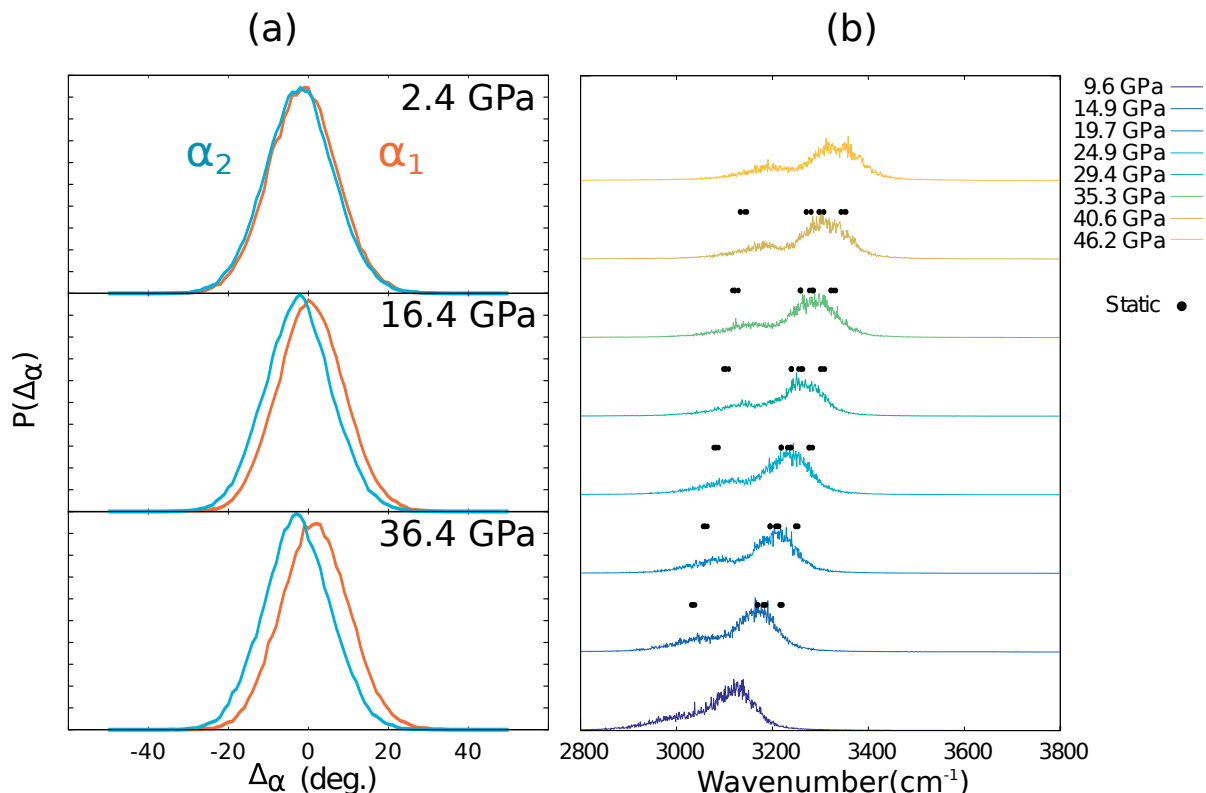 (a)
2.4 GPa
α2 α1
16.4 GPa
36.4 GPa
P(Δα)
-40 -20 0 20 40
Δα (deg.)
(b)
2800 3000 3200 3400 3600 3800
Wavenumber(cm-1)
9.6 GPa
14.9 GPa
19.7 GPa
24.9 GPa
29.4 GPa
35.3 GPa
40.6 GPa
46.2 GPa
Static